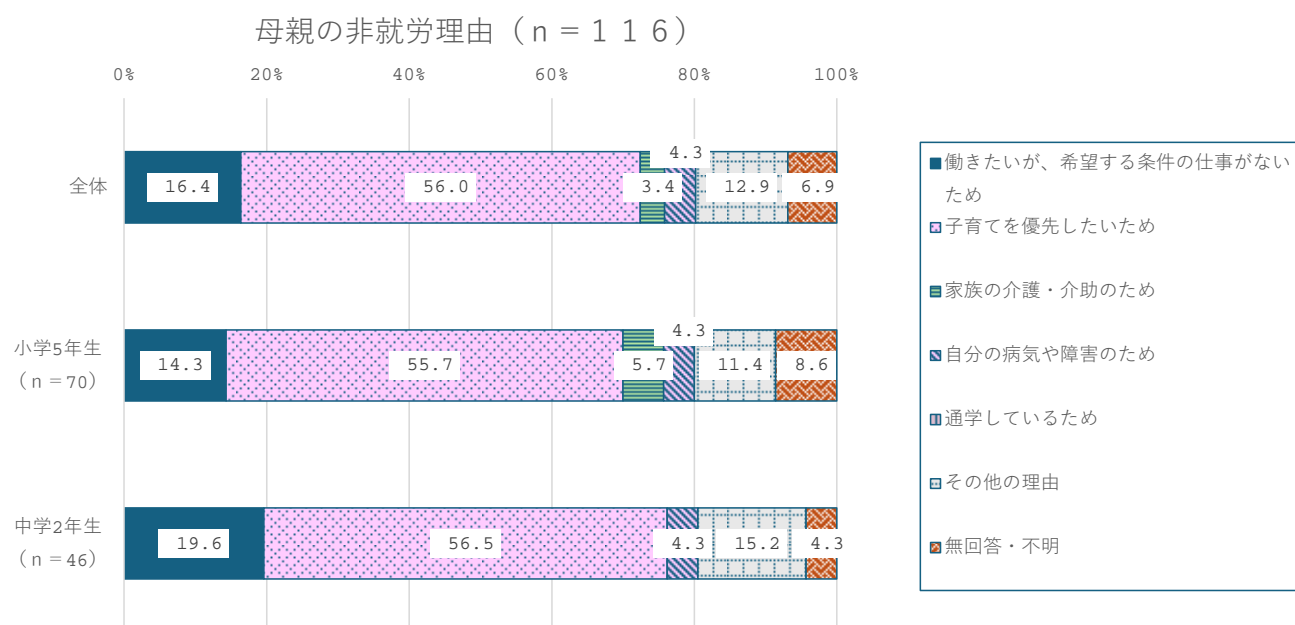 母親の非就労理由（ｎ＝１１６）
0% 20% 40% 60% 80% 100%
全体
16.4 56.0 3.4 4.3 12.9 6.9
小学5年生
（ｎ＝70）
14.3 55.7 5.7 4.3 11.4 8.6
中学2年生
（ｎ＝46）
19.6 56.5 4.3 15.2 4.3
働きたいが、希望する条件の仕事がない
ため
子育てを優先したいため
家族の介護・介助のため
自分の病気や障害のため
通学しているため
その他の理由
無回答・不明